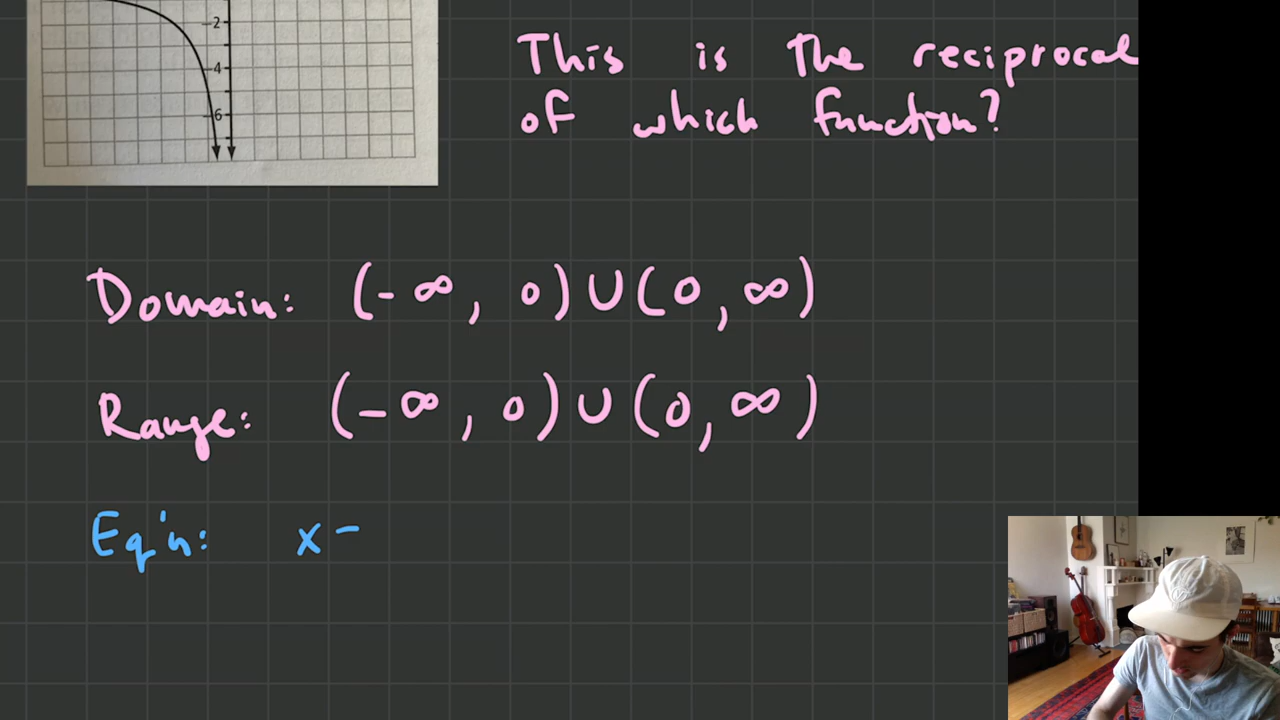 -2
-4
-6
This is the reciprocal
of which function?
Domain: (-∞, 0) ∪ (0, ∞)
Range: (-∞, 0) ∪ (0, ∞)
Eq'n: x -